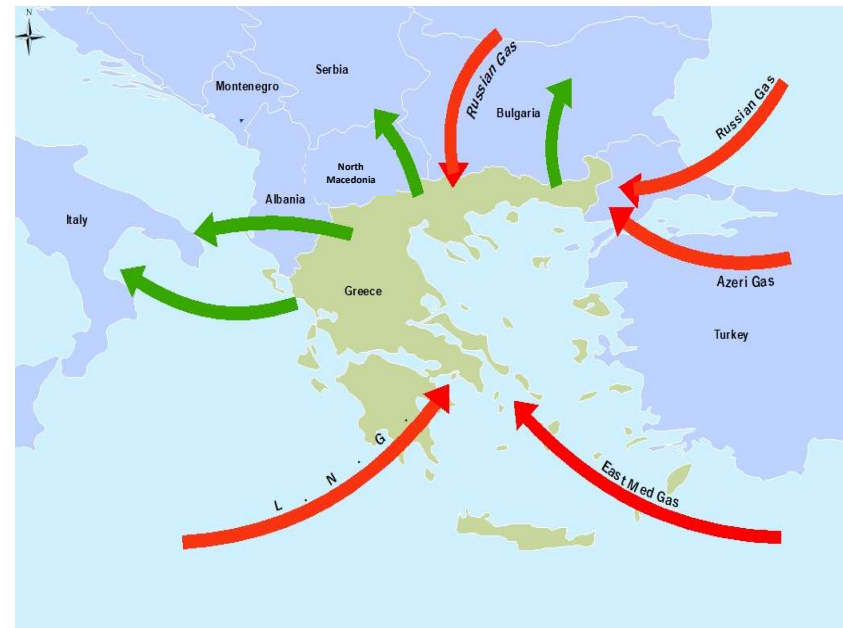 N
Serbia
Montenegro
Russian Gas
Bulgaria
Russian Gas
North
Macedonia
Albania
Italy
Greece
Azeri Gas
Turkey
L . N . G .
East Med Gas